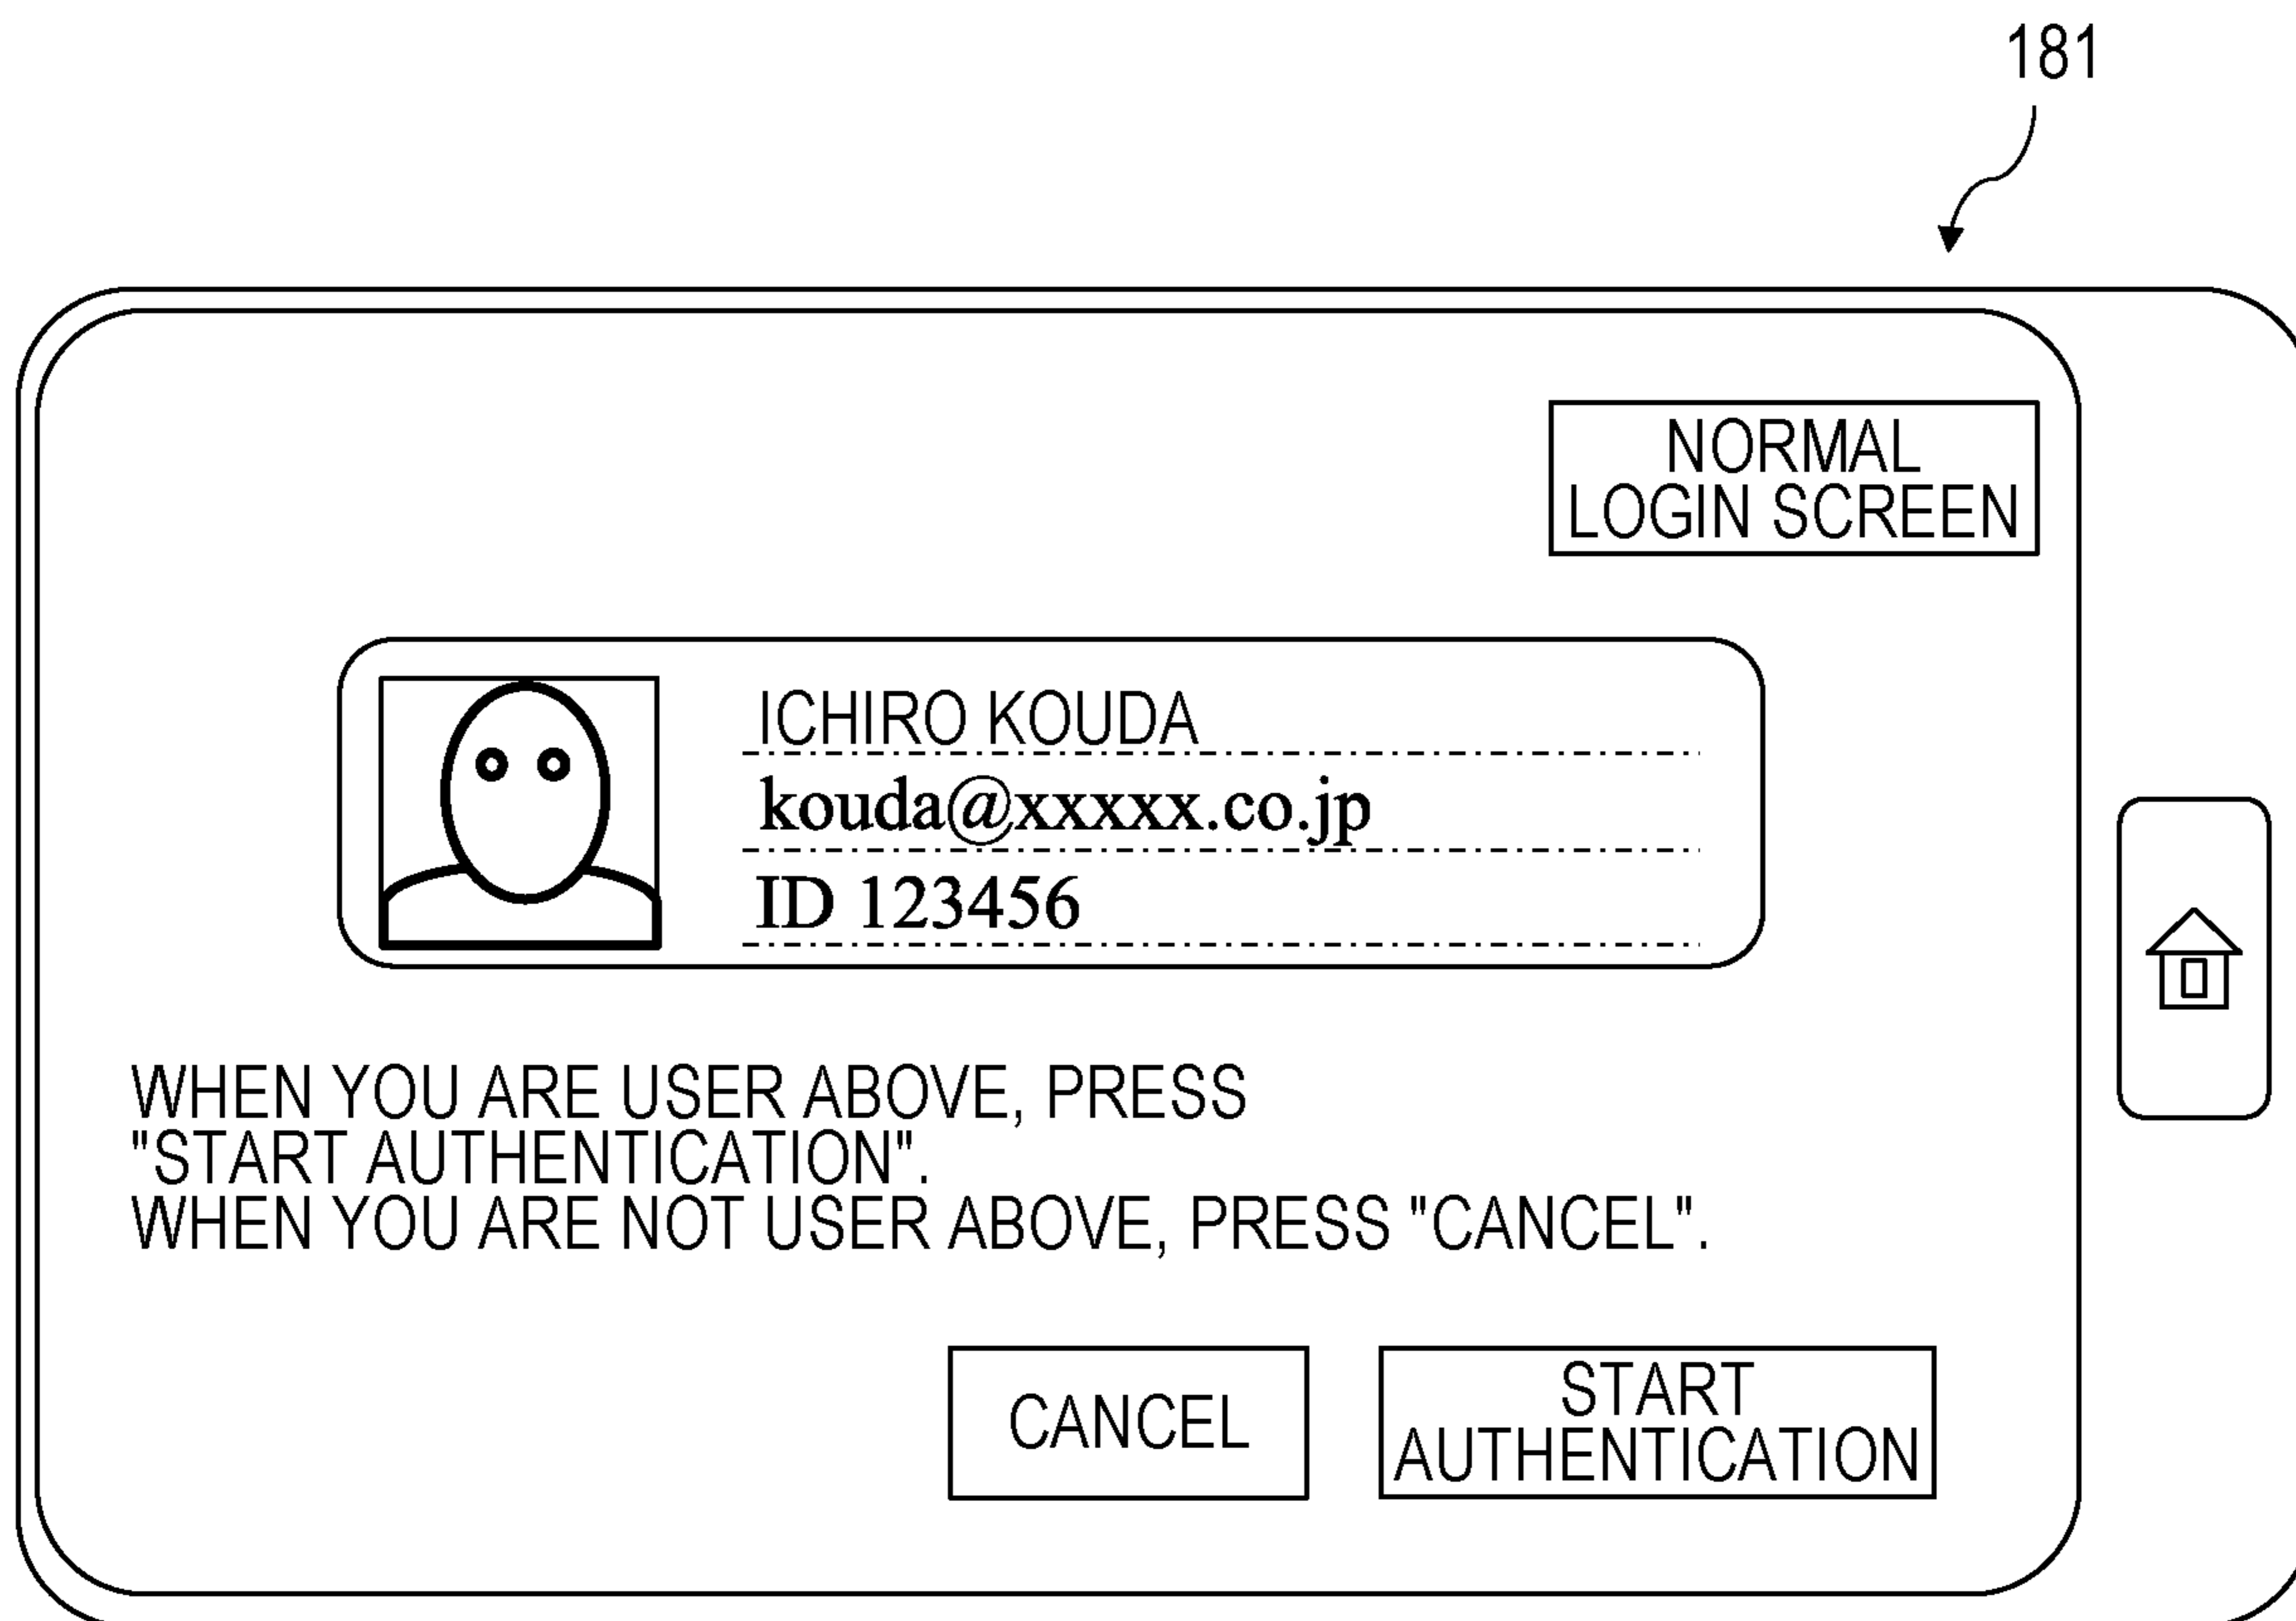 181
NORMAL
LOGIN SCREEN
ICHIRO KOUDA
kouda@xxxxx.co.jp
ID 123456
WHEN YOU ARE USER ABOVE, PRESS
"START AUTHENTICATION".
WHEN YOU ARE NOT USER ABOVE, PRESS "CANCEL".
CANCEL
START
AUTHENTICATION